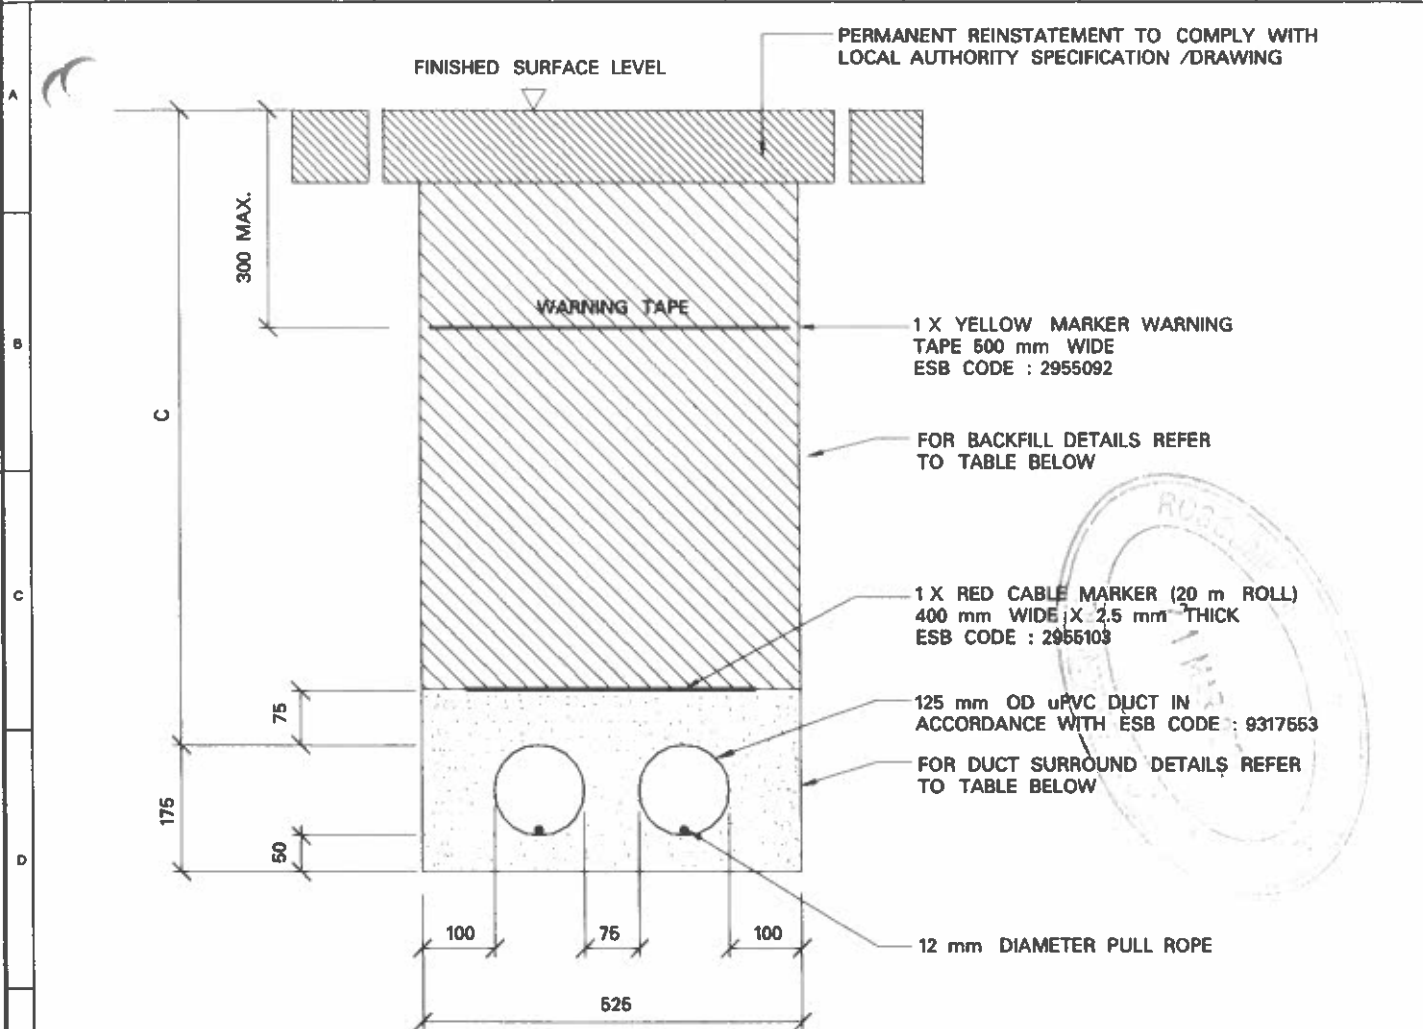 PERMANENT REINSTATEMENT TO COMPLY WITH
LOCAL AUTHORITY SPECIFICATION /DRAWING
FINISHED SURFACE LEVEL
A
300 MAX.
WARNING TAPE
1 X YELLOW MARKER WARNING
TAPE 500 mm WIDE
ESB CODE : 2955092
B
C
FOR BACKFILL DETAILS REFER
TO TABLE BELOW
C
1 X RED CABLE MARKER (20 m ROLL)
400 mm WIDE X 2.5 mm THICK
ESB CODE : 2955103
75
125 mm OD uPVC DUCT IN
ACCORDANCE WITH ESB CODE : 9317553
FOR DUCT SURROUND DETAILS REFER
TO TABLE BELOW
175
50
D
100
75
100
12 mm DIAMETER PULL ROPE
525